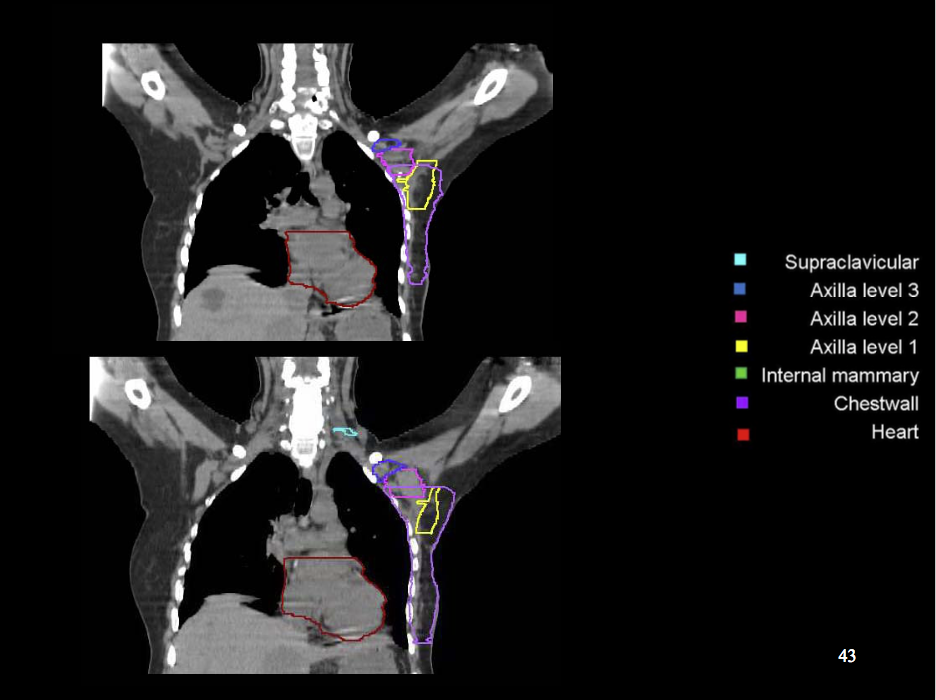 Supraclavicular
Axilla level 3
Axilla level 2
Axilla level 1
Internal mammary
Chestwall
Heart
43